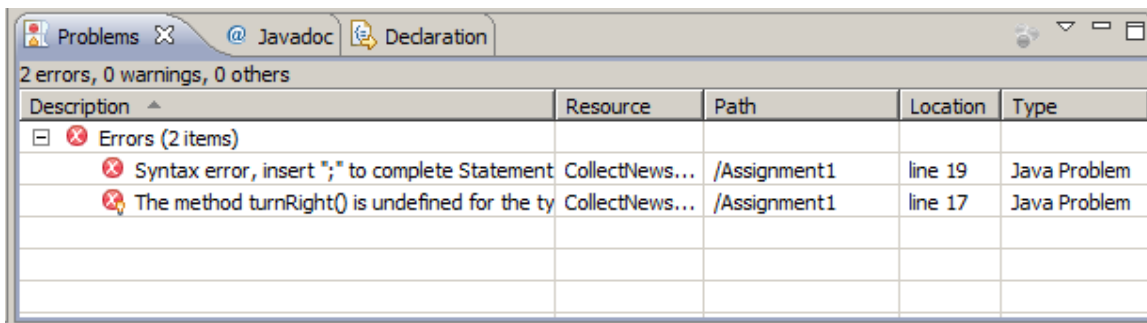 Problems @ Javadoc Declaration
2 errors, 0 warnings, 0 others
Description Resource Path Location Type
Errors (2 items)
Syntax error, insert ";" to complete Statement CollectNews... /Assignment1 line 19 Java Problem
The method turnRight() is undefined for the ty CollectNews... /Assignment1 line 17 Java Problem